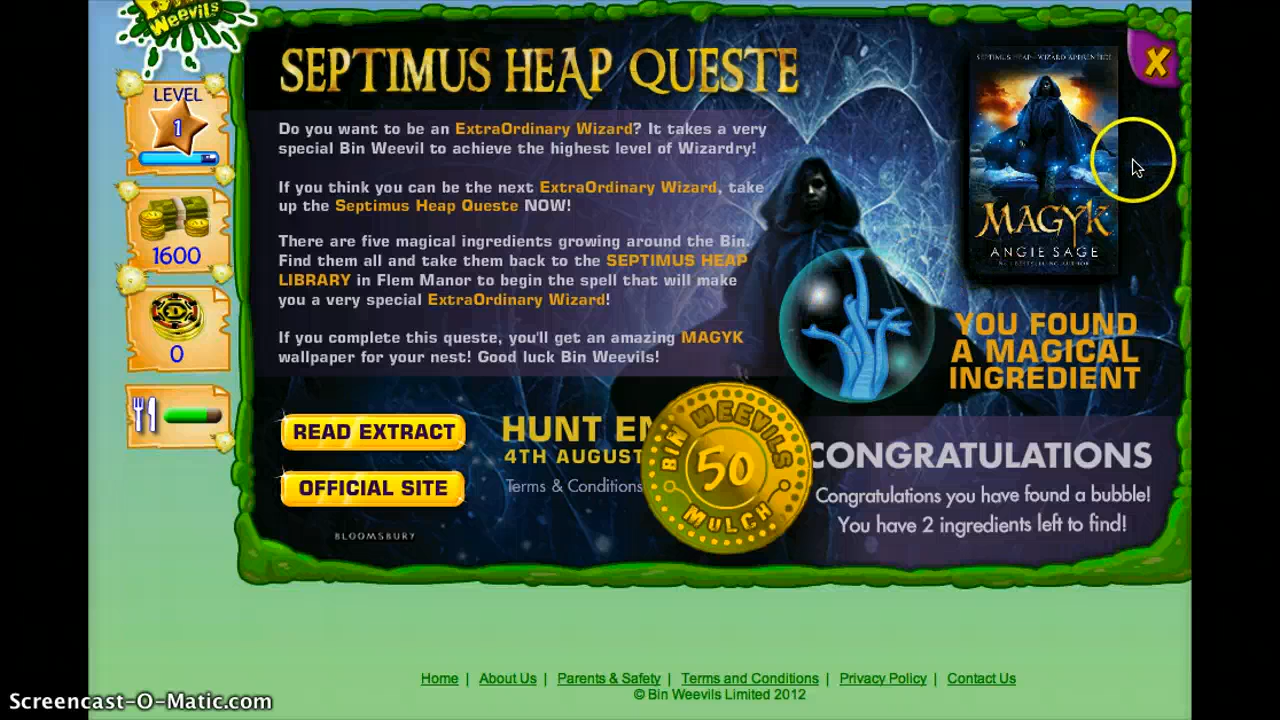 Weevils
LEVEL
1
1600
0
SEPTIMUS HEAP QUESTE
Do you want to be an ExtraOrdinary Wizard? It takes a very
special Bin Weevil to achieve the highest level of Wizardry!
If you think you can be the next ExtraOrdinary Wizard, take
up the Septimus Heap Queste NOW!
There are five magical ingredients growing around the Bin.
Find them all and take them back to the SEPTIMUS HEAP
LIBRARY in Flem Manor to begin the spell that will make
you a very special ExtraOrdinary Wizard!
If you complete this queste, you'll get an amazing MAGYK
wallpaper for your nest! Good luck Bin Weevils!
READ EXTRACT
OFFICIAL SITE
BLOOMSBURY
HUNT EN
4TH AUGUST
Terms & Conditions
BIN WEEVILS
50
MULCH
X
MAGYK
ANGIE SAGE
YOU FOUND
A MAGICAL
INGREDIENT
CONGRATULATIONS
Congratulations you have found a bubble!
You have 2 ingredients left to find!
Home | About Us | Parents & Safety | Terms and Conditions | Privacy Policy | Contact Us
© Bin Weevils Limited 2012
Screencast-O-Matic.com